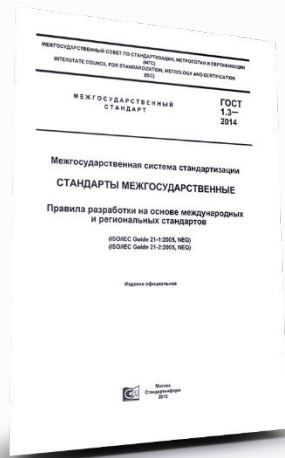 МЕЖГОСУДАРСТВЕННЫЙ СОВЕТ ПО СТАНДАРТИЗАЦИИ, МЕТРОЛОГИИ И СЕРТИФИКАЦИИ
(МГС)
INTERSTATE COUNCIL FOR STANDARDIZATION, METROLOGY AND CERTIFICATION
(ISC)
МЕЖГОСУДАРСТВЕННЫЙ
СТАНДАРТ
ГОСТ
1.3—
2014
Межгосударственная система стандартизации
СТАНДАРТЫ МЕЖГОСУДАРСТВЕННЫЕ
Правила разработки на основе международных
и региональных стандартов
(ISO/IEC Guide 21-1:2005, NEQ)
(ISO/IEC Guide 21-2:2005, NEQ)
Издание официальное
Москва
Стандартинформ
2015